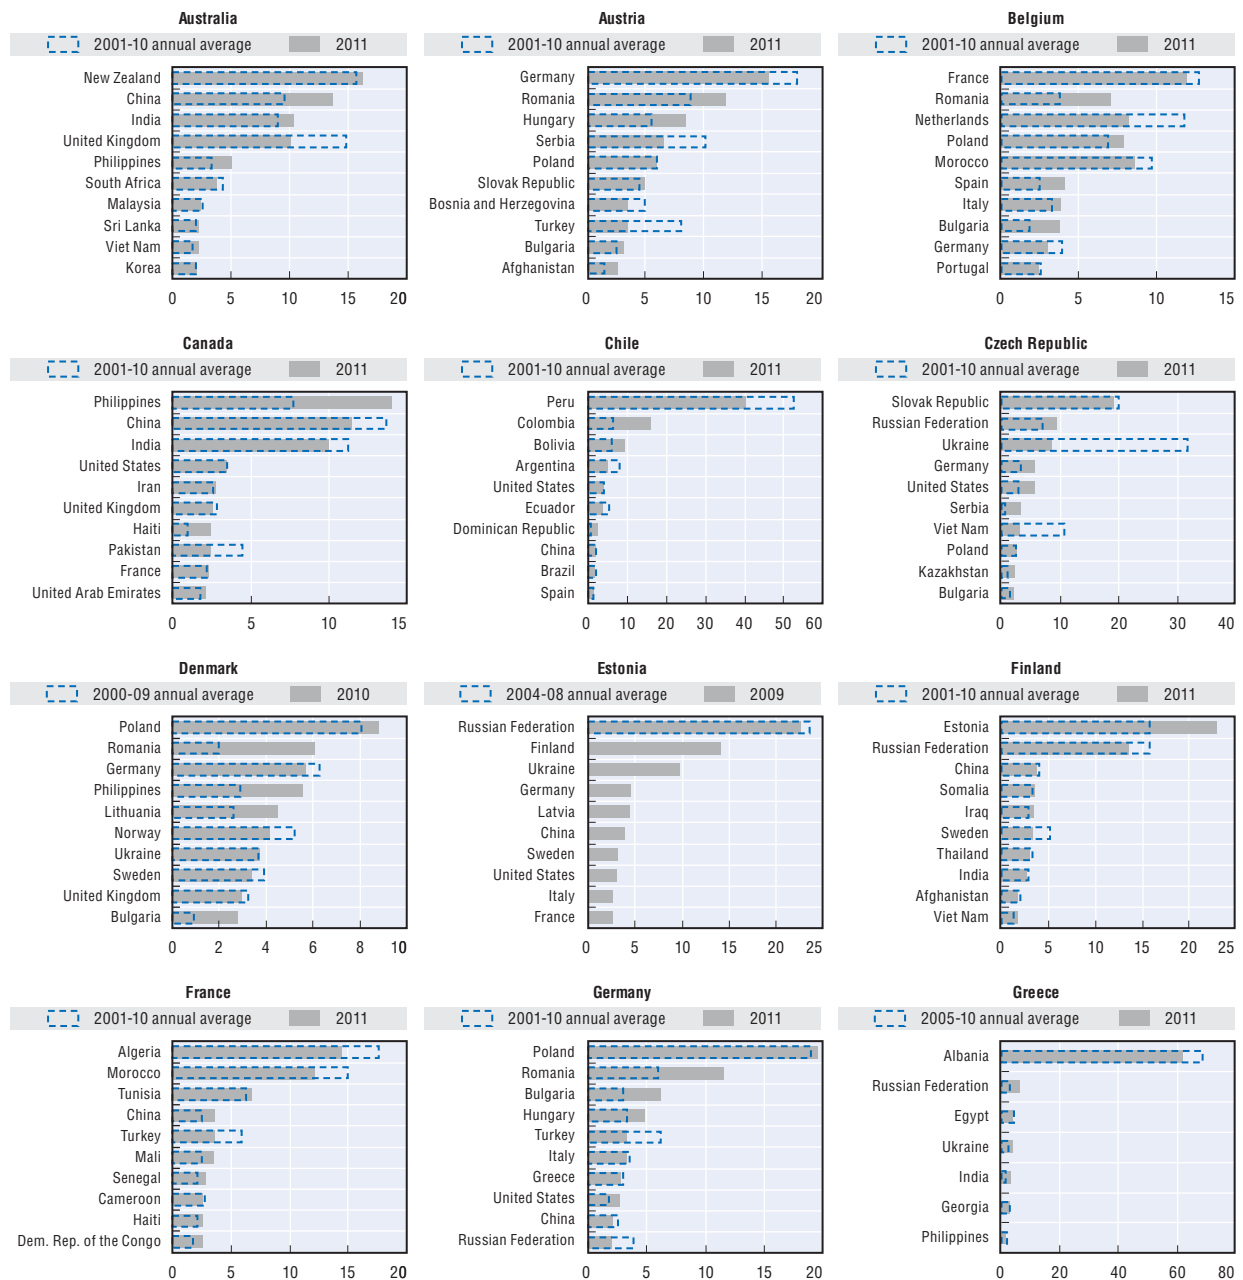 Australia
2001-10 annual average 2011
New Zealand
China
India
United Kingdom
Philippines
South Africa
Malaysia
Sri Lanka
Viet Nam
Korea
0 5 10 15 20
Austria
2001-10 annual average 2011
Germany
Romania
Hungary
Serbia
Poland
Slovak Republic
Bosnia and Herzegovina
Turkey
Bulgaria
Afghanistan
0 5 10 15 20
Belgium
2001-10 annual average 2011
France
Romania
Netherlands
Poland
Morocco
Spain
Italy
Bulgaria
Germany
Portugal
0 5 10 15
Canada
2001-10 annual average 2011
Philippines
China
India
United States
Iran
United Kingdom
Haiti
Pakistan
France
United Arab Emirates
0 5 10 15
Chile
2001-10 annual average 2011
Peru
Colombia
Bolivia
Argentina
United States
Ecuador
Dominican Republic
China
Brazil
Spain
0 10 20 30 40 50 60
Czech Republic
2001-10 annual average 2011
Slovak Republic
Russian Federation
Ukraine
Germany
United States
Serbia
Viet Nam
Poland
Kazakhstan
Bulgaria
0 10 20 30 40
Denmark
2000-09 annual average 2010
Poland
Romania
Germany
Philippines
Lithuania
Norway
Ukraine
Sweden
United Kingdom
Bulgaria
0 2 4 6 8 10
Estonia
2004-08 annual average 2009
Russian Federation
Finland
Ukraine
Germany
Latvia
China
Sweden
United States
Italy
France
0 5 10 15 20 25
Finland
2001-10 annual average 2011
Estonia
Russian Federation
China
Somalia
Iraq
Sweden
Thailand
India
Afghanistan
Viet Nam
0 5 10 15 20 25
France
2001-10 annual average 2011
Algeria
Morocco
Tunisia
China
Turkey
Mali
Senegal
Cameroon
Haiti
Dem. Rep. of the Congo
0 5 10 15 20
Germany
2001-10 annual average 2011
Poland
Romania
Bulgaria
Hungary
Turkey
Italy
Greece
United States
China
Russian Federation
0 5 10 15 20
Greece
2005-10 annual average 2011
Albania
Russian Federation
Egypt
Ukraine
India
Georgia
Philippines
0 20 40 60 80